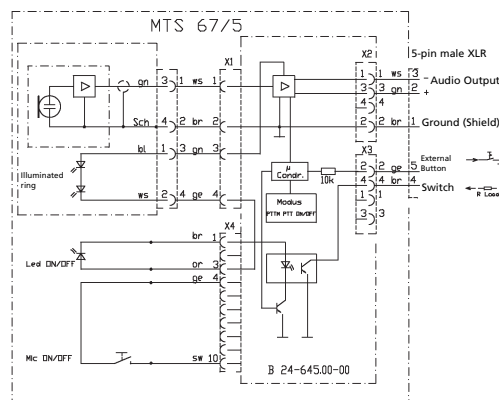 MTS 67/5
X1
X2
5-pin male XLR
gn 3 1 ws 1
1 1 ws 3 - Audio Output
3 3 gn 2 +
4 4
Sch 4 2 br 2
2 2 br 1 Ground (Shield)
bl 1 3 gn 3
X3
Illuminated
ring
µ
Condr.
10k
2 2 ge 5
External
Button
ws 2 4 ge 4
4 4 br 4 Switch
R Load
Modus
PTTM PTT ON/OFF
1 1
3 3
X4
br 1
Led ON/OFF
or 3
ge 4
Mic ON/OFF
sw 10
B 24-645.00-00